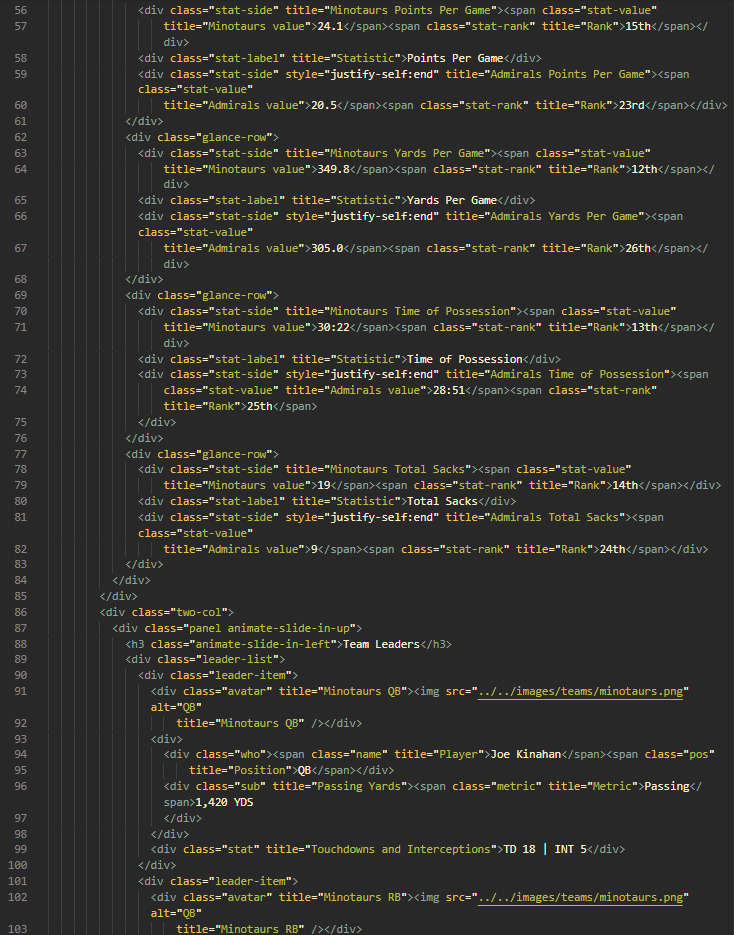 56 <div class="stat-side" title="Minotaurs Points Per Game"><span class="stat-value"
57 title="Minotaurs value">24.1</span><span class="stat-rank" title="Rank">15th</span></
div>
58 <div class="stat-label" title="Statistic">Points Per Game</div>
59 <div class="stat-side" style="justify-self:end" title="Admirals Points Per Game"><span
class="stat-value"
60 title="Admirals value">20.5</span><span class="stat-rank" title="Rank">23rd</span></div>
61 </div>
62 <div class="glance-row">
63 <div class="stat-side" title="Minotaurs Yards Per Game"><span class="stat-value"
64 title="Minotaurs value">349.8</span><span class="stat-rank" title="Rank">12th</span></
div>
65 <div class="stat-label" title="Statistic">Yards Per Game</div>
66 <div class="stat-side" style="justify-self:end" title="Admirals Yards Per Game"><span
class="stat-value"
67 title="Admirals value">305.0</span><span class="stat-rank" title="Rank">26th</span></
div>
68 </div>
69 <div class="glance-row">
70 <div class="stat-side" title="Minotaurs Time of Possession"><span class="stat-value"
71 title="Minotaurs value">30:22</span><span class="stat-rank" title="Rank">13th</span></
div>
72 <div class="stat-label" title="Statistic">Time of Possession</div>
73 <div class="stat-side" style="justify-self:end" title="Admirals Time of Possession"><span
74 class="stat-value" title="Admirals value">28:51</span><span class="stat-rank"
title="Rank">25th</span>
75 </div>
76 </div>
77 <div class="glance-row">
78 <div class="stat-side" title="Minotaurs Total Sacks"><span class="stat-value"
79 title="Minotaurs value">19</span><span class="stat-rank" title="Rank">14th</span></div>
80 <div class="stat-label" title="Statistic">Total Sacks</div>
81 <div class="stat-side" style="justify-self:end" title="Admirals Total Sacks"><span
class="stat-value"
82 title="Admirals value">9</span><span class="stat-rank" title="Rank">24th</span></div>
83 </div>
84 </div>
85 </div>
86 <div class="two-col">
87 <div class="panel animate-slide-in-up">
88 <h3 class="animate-slide-in-left">Team Leaders</h3>
89 <div class="leader-list">
90 <div class="leader-item">
91 <div class="avatar" title="Minotaurs QB"><img src="../../images/teams/minotaurs.png"
alt="QB"
92 title="Minotaurs QB" /></div>
93 <div>
94 <div class="who"><span class="name" title="Player">Joe Kinahan</span><span class="pos"
95 title="Position">QB</span></div>
96 <div class="sub" title="Passing Yards"><span class="metric" title="Metric">Passing</
span>1,420 YDS
97 </div>
98 </div>
99 <div class="stat" title="Touchdowns and Interceptions">TD 18 | INT 5</div>
100 </div>
101 <div class="leader-item">
102 <div class="avatar" title="Minotaurs RB"><img src="../../images/teams/minotaurs.png"
alt="QB"
103 title="Minotaurs RB" /></div>